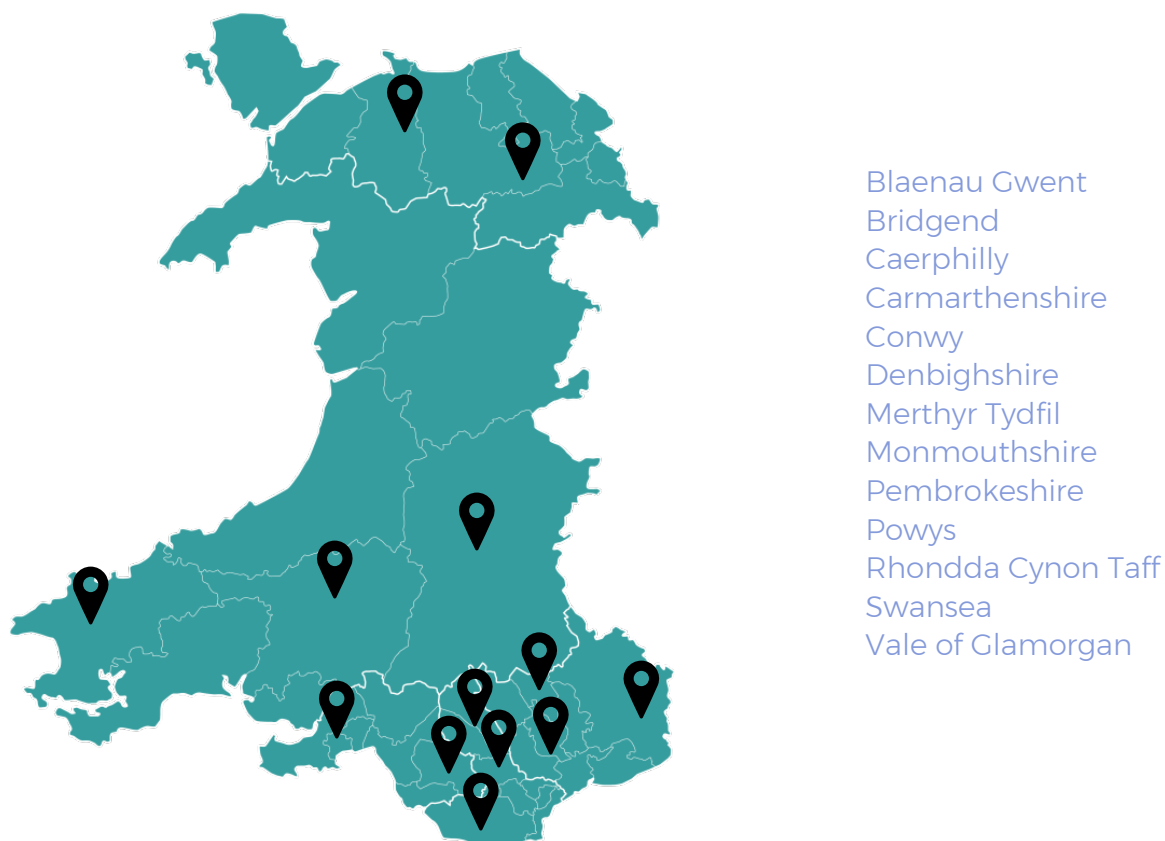 Blaenau Gwent
Bridgend
Caerphilly
Carmarthenshire
Conwy
Denbighshire
Merthyr Tydfil
Monmouthshire
Pembrokeshire
Powys
Rhondda Cynon Taff
Swansea
Vale of Glamorgan